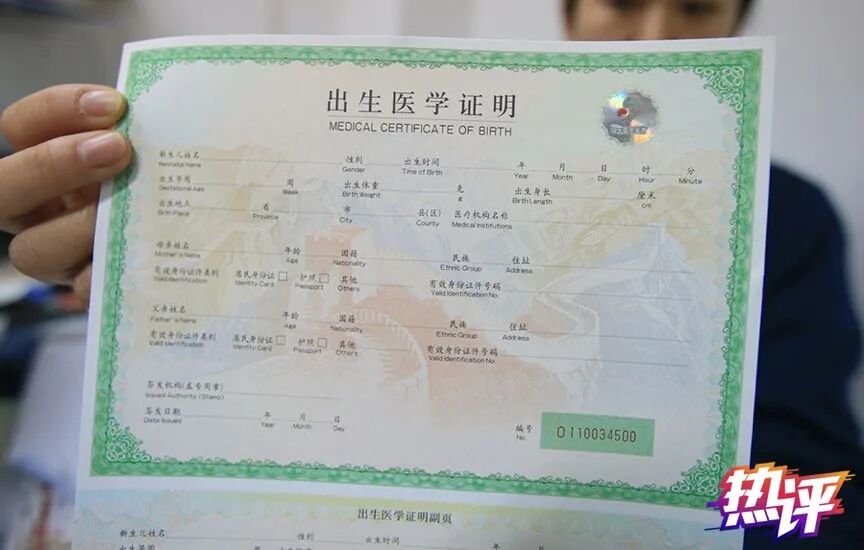 出生医学证明
MEDICAL CERTIFICATE OF BIRTH
新生儿姓名 性别 出生时间 年 月 日 时 分
Neonatal Name Gender Time of Birth Year Month Day Hour Minute
出生孕周 周 出生体重 克 出生身长 厘米
Gestational Age Week Birth Weight g Birth Length cm
出生地点 省 市 县(区) 医疗机构名称
Birth Place Province City County Medical Institutions
母亲姓名 年龄 国籍 民族 住址
Mother's Name Age Nationality Ethnic Group Address
有效身份证件类别 居民身份证 护照 其他 有效身份证件号码
Valid Identification Identity Card Passport Others Valid Identification No.
父亲姓名 年龄 国籍 民族 住址
Father's Name Age Nationality Ethnic Group Address
有效身份证件类别 居民身份证 护照 其他 有效身份证件号码
Valid Identification Identity Card Passport Others Valid Identification No.
签发机构(盖专用章)
Issued Authority (Stamp)
签发日期 年 月 日
Date Issued Year Month Day
编号
No. O110034500
出生医学证明副页
新生儿姓名 性别 出生时间
热评